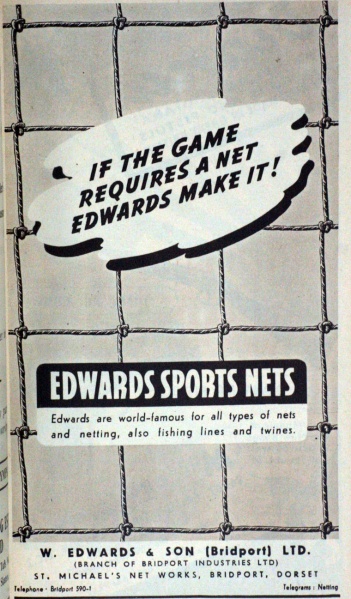 IF THE GAME
REQUIRES A NET
EDWARDS MAKE IT!
EDWARDS SPORTS NETS
Edwards are world-famous for all types of nets
and netting, also fishing lines and twines.
W. EDWARDS & SON (Bridport) LTD.
(BRANCH OF BRIDPORT INDUSTRIES LTD)
ST. MICHAEL'S NET WORKS, BRIDPORT, DORSET
Telephone · Bridport 590-1 Telegrams : Netting